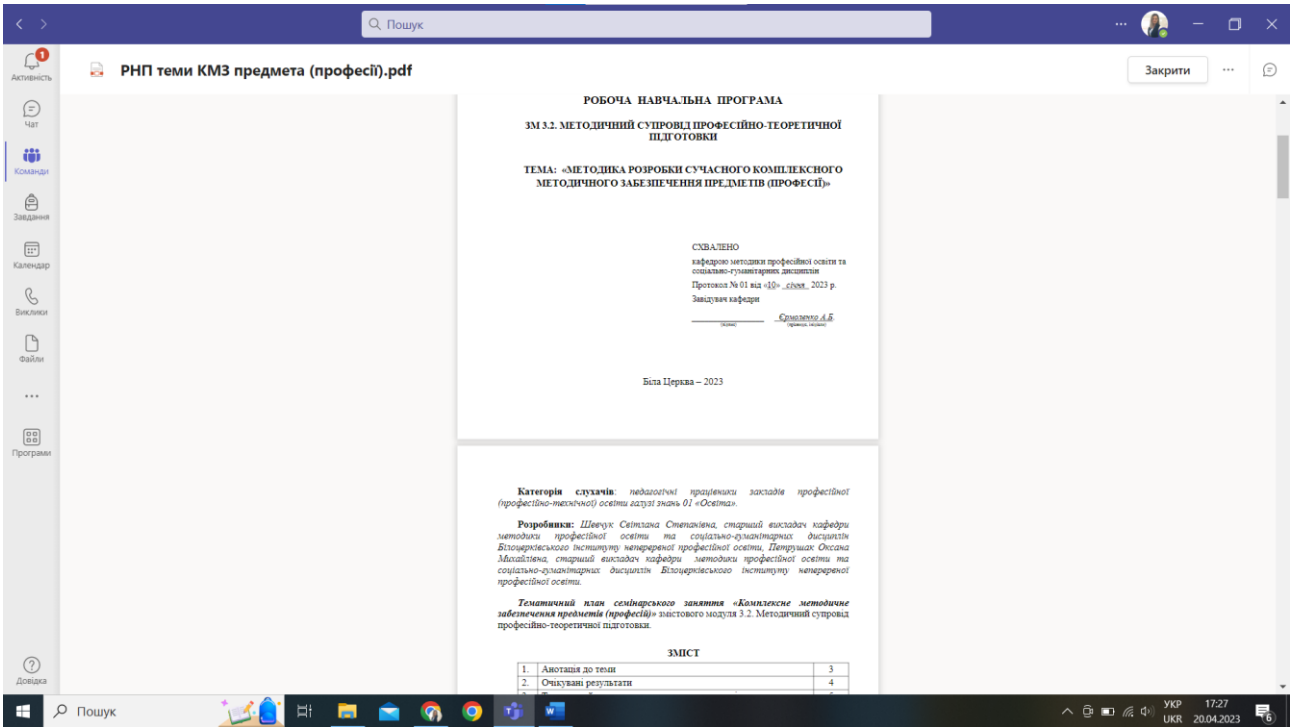 Пошук
1
Активність
Чат
Команди
Завдання
Календар
Виклики
Файли
Програми
Довідка
РНП теми КМЗ предмета (професії).pdf
Закрити
РОБОЧА НАВЧАЛЬНА ПРОГРАМА
ЗМ 3.2. МЕТОДИЧНИЙ СУПРОВІД ПРОФЕСІЙНО-ТЕОРЕТИЧНОЇ
ПІДГОТОВКИ
ТЕМА: «МЕТОДИКА РОЗРОБКИ СУЧАСНОГО КОМПЛЕКСНОГО
МЕТОДИЧНОГО ЗАБЕЗПЕЧЕННЯ ПРЕДМЕТІВ (ПРОФЕСІЇ)»
СХВАЛЕНО
кафедрою методики професійної освіти та
соціально-гуманітарних дисциплін
Протокол № 01 від «10» січня 2023 р.
Завідувач кафедри
Єрмоленко А.Б.
(підпис) (прізвище, ініціали)
Біла Церква – 2023
Категорія слухачів: педагогічні працівники закладів професійної
(професійно-технічної) освіти галузі знань 01 «Освіта».
Розробники: Шевчук Світлана Степанівна, старший викладач кафедри
методики професійної освіти та соціально-гуманітарних дисциплін
Білоцерківського інституту неперервної професійної освіти, Петрушак Оксана
Михайлівна, старший викладач кафедри методики професійної освіти та
соціально-гуманітарних дисциплін Білоцерківського інституту неперервної
професійної освіти.
Тематичний план семінарського заняття «Комплексне методичне
забезпечення предметів (професій)» змістового модуля 3.2. Методичний супровід
професійно-теоретичної підготовки.
ЗМІСТ
1. Анотація до теми 3
2. Очікувані результати 4
Пошук
УКР
UKR
17:27
20.04.2023
6